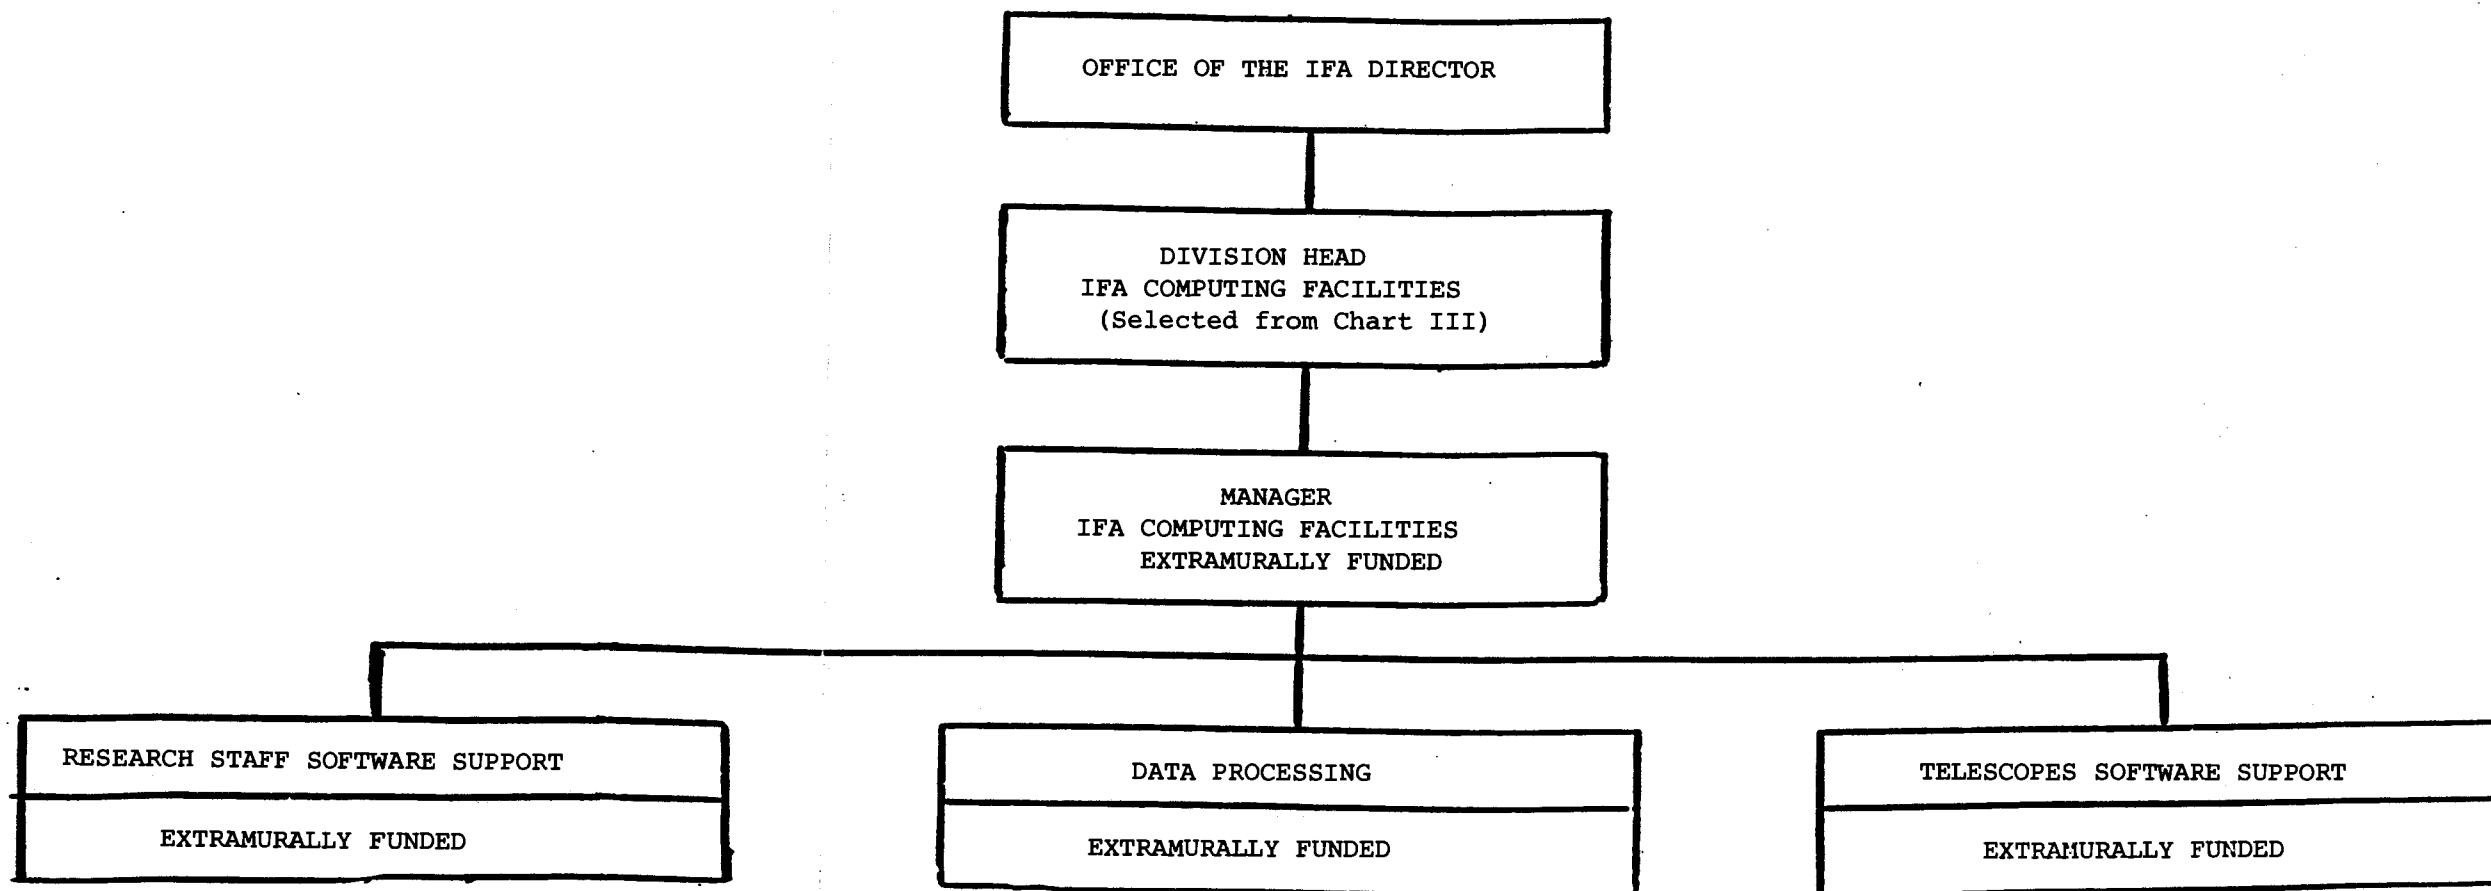 OFFICE OF THE IFA DIRECTOR
DIVISION HEAD
IFA COMPUTING FACILITIES
(Selected from Chart III)
MANAGER
IFA COMPUTING FACILITIES
EXTRAMURALLY FUNDED
RESEARCH STAFF SOFTWARE SUPPORT
EXTRAMURALLY FUNDED
DATA PROCESSING
EXTRAMURALLY FUNDED
TELESCOPES SOFTWARE SUPPORT
EXTRAMURALLY FUNDED